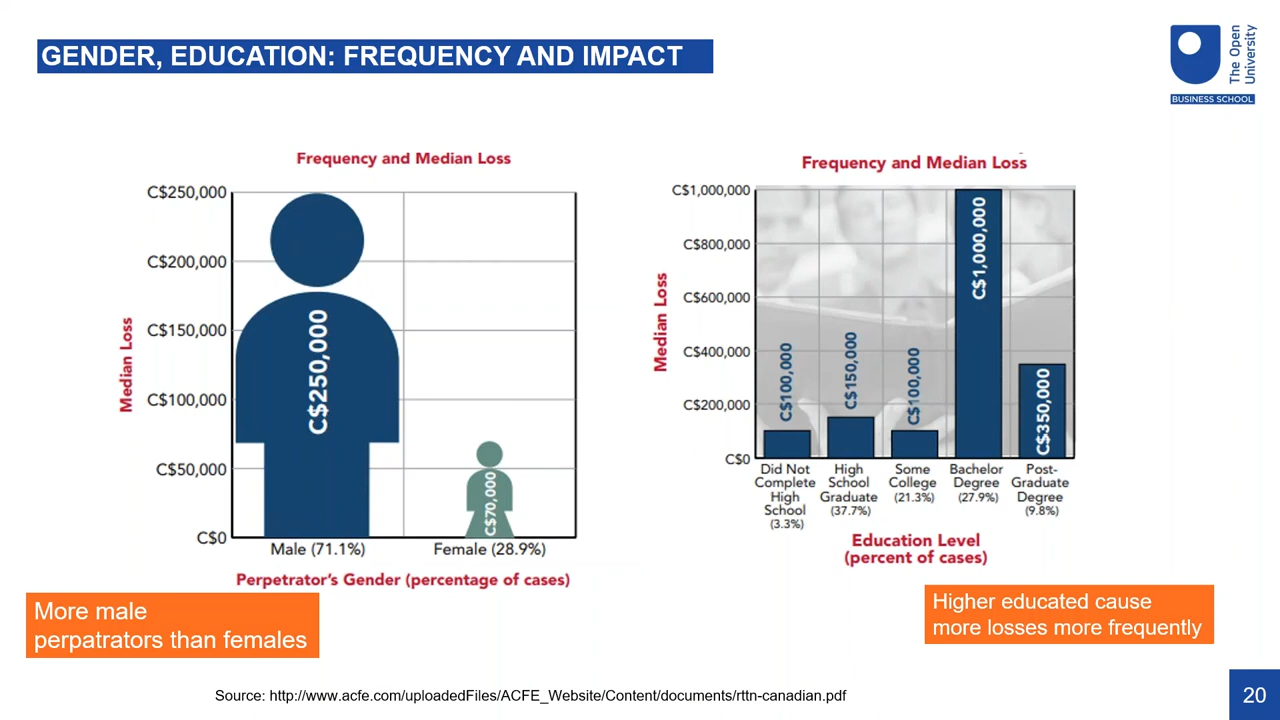 GENDER, EDUCATION: FREQUENCY AND IMPACT
The Open
University
BUSINESS SCHOOL
Frequency and Median Loss
Median Loss
C$250,000
C$200,000
C$150,000
C$100,000
C$50,000
C$0
C$250,000
C$70,000
Male (71.1%)
Female (28.9%)
Perpetrator's Gender (percentage of cases)
More male
perpatrators than females
Frequency and Median Loss
Median Loss
C$1,000,000
C$800,000
C$600,000
C$400,000
C$200,000
C$0
C$100,000
C$150,000
C$100,000
C$1,000,000
C$350,000
Did Not
Complete
High
School
(3.3%)
High
School
Graduate
(37.7%)
Some
College
(21.3%)
Bachelor
Degree
(27.9%)
Post-
Graduate
Degree
(9.8%)
Education Level
(percent of cases)
Higher educated cause
more losses more frequently
Source: http://www.acfe.com/uploadedFiles/ACFE_Website/Content/documents/rttn-canadian.pdf
20